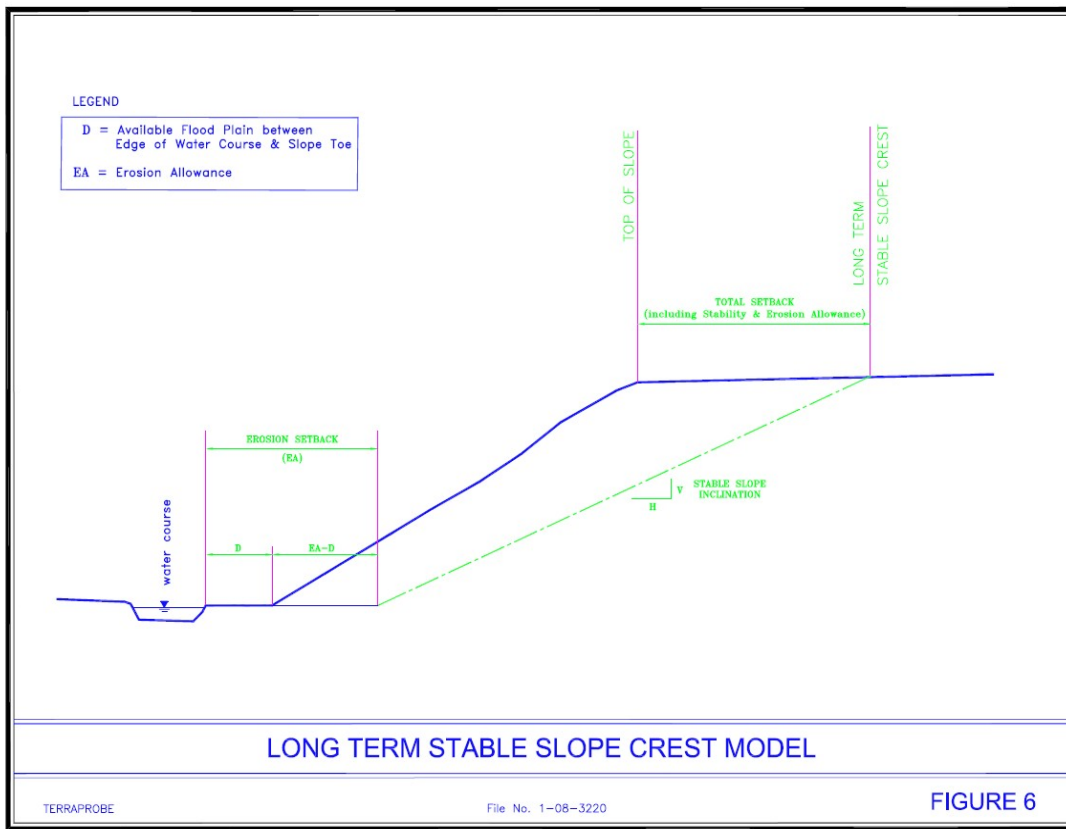 LEGEND
D = Available Flood Plain between
Edge of Water Course & Slope Toe
EA = Erosion Allowance
TOP OF SLOPE
LONG TERM
STABLE SLOPE CREST
TOTAL SETBACK
(including Stability & Erosion Allowance)
EROSION SETBACK
(EA)
V
H
STABLE SLOPE
INCLINATION
water course
D
EA-D
LONG TERM STABLE SLOPE CREST MODEL
TERRAPROBE
File No. 1-08-3220
FIGURE 6